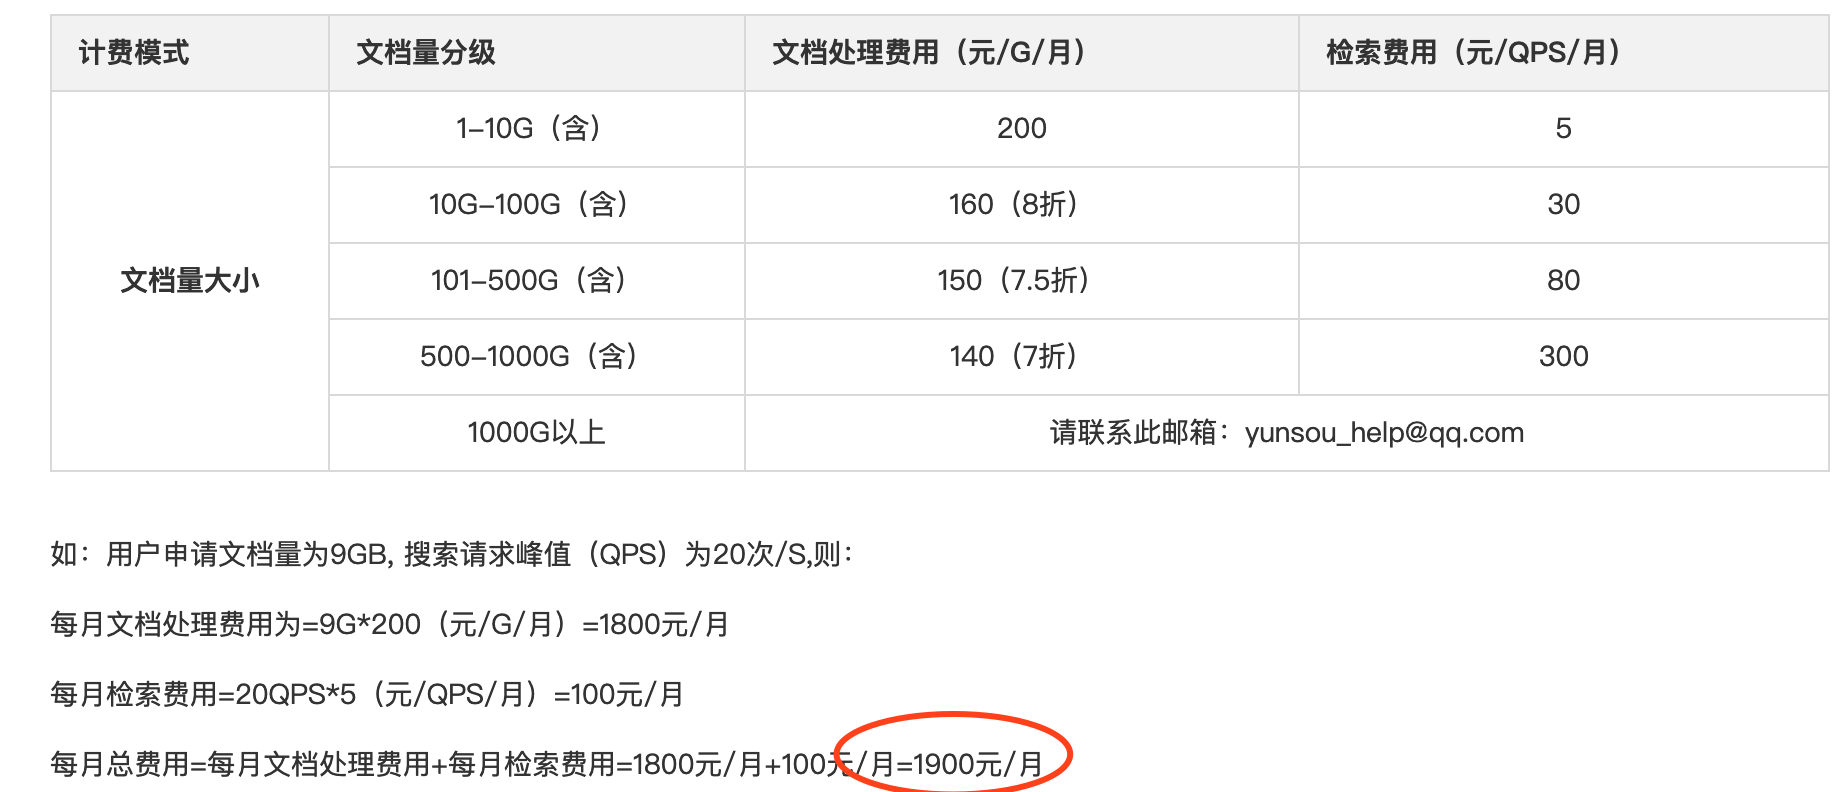 计费模式 文档量分级 文档处理费用（元/G/月） 检索费用（元/QPS/月）
文档量大小
1-10G（含） 200 5
10G-100G（含） 160（8折） 30
101-500G（含） 150（7.5折） 80
500-1000G（含） 140（7折） 300
1000G以上 请联系此邮箱：yunsou_help@qq.com
如：用户申请文档量为9GB, 搜索请求峰值（QPS）为20次/S,则：
每月文档处理费用为=9G*200（元/G/月）=1800元/月
每月检索费用=20QPS*5（元/QPS/月）=100元/月
每月总费用=每月文档处理费用+每月检索费用=1800元/月+100元/月=1900元/月